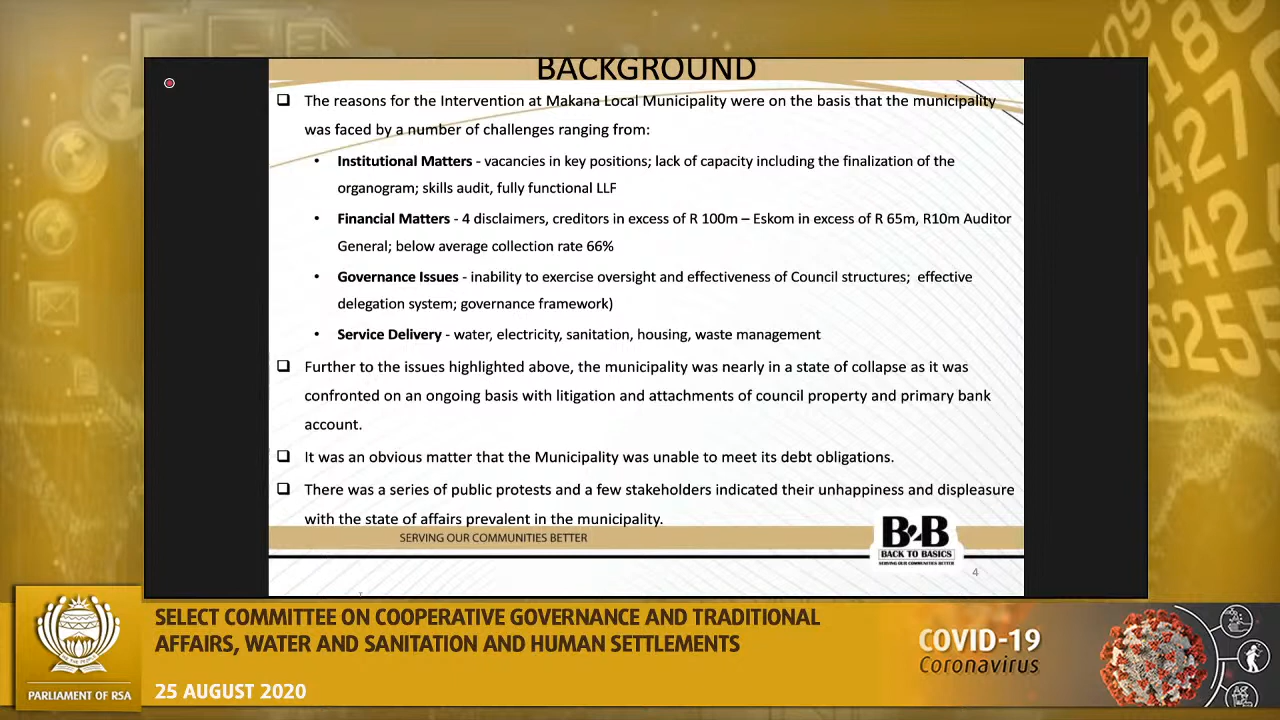 BACKGROUND
❑ The reasons for the Intervention at Makana Local Municipality were on the basis that the municipality
was faced by a number of challenges ranging from:
• Institutional Matters - vacancies in key positions; lack of capacity including the finalization of the
organogram; skills audit, fully functional LLF
• Financial Matters - 4 disclaimers, creditors in excess of R 100m – Eskom in excess of R 65m, R10m Auditor
General; below average collection rate 66%
• Governance Issues - inability to exercise oversight and effectiveness of Council structures; effective
delegation system; governance framework)
• Service Delivery - water, electricity, sanitation, housing, waste management
❑ Further to the issues highlighted above, the municipality was nearly in a state of collapse as it was
confronted on an ongoing basis with litigation and attachments of council property and primary bank
account.
❑ It was an obvious matter that the Municipality was unable to meet its debt obligations.
❑ There was a series of public protests and a few stakeholders indicated their unhappiness and displeasure
with the state of affairs prevalent in the municipality.
SERVING OUR COMMUNITIES BETTER
B2B
BACK TO BASICS
SERVING OUR COMMUNITIES BETTER
4
SELECT COMMITTEE ON COOPERATIVE GOVERNANCE AND TRADITIONAL
AFFAIRS, WATER AND SANITATION AND HUMAN SETTLEMENTS
25 AUGUST 2020
PARLIAMENT OF RSA
COVID-19
Coronavirus